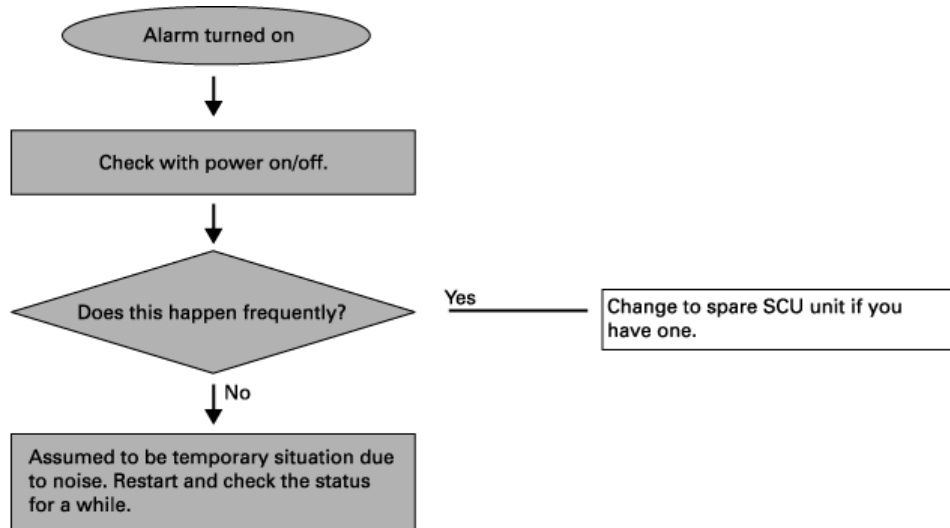 Alarm turned on
Check with power on/off.
Does this happen frequently?
Yes
Change to spare SCU unit if you
have one.
No
Assumed to be temporary situation due
to noise. Restart and check the status
for a while.